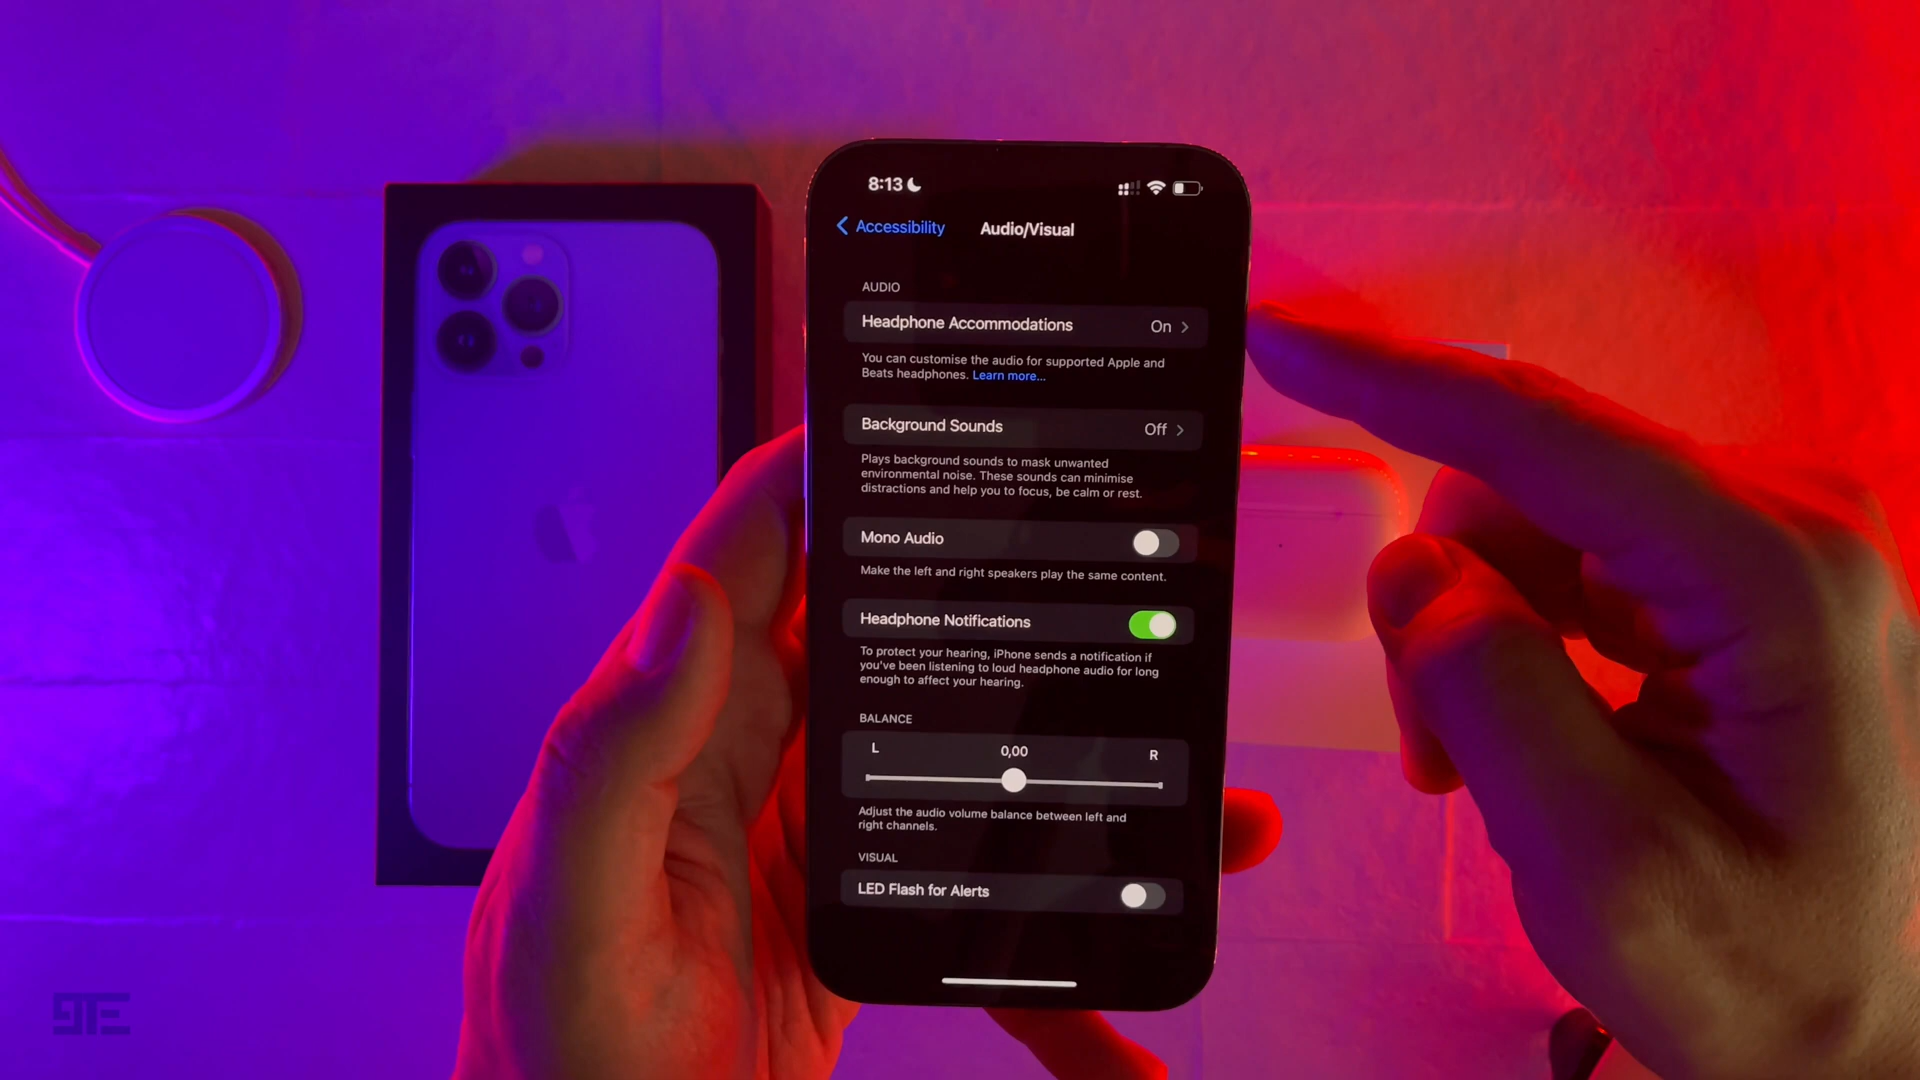 8:13
Accessibility
Audio/Visual
AUDIO
Headphone Accommodations
On
You can customise the audio for supported Apple and
Beats headphones. Learn more...
Background Sounds
Off
Plays background sounds to mask unwanted
environmental noise. These sounds can minimise
distractions and help you to focus, be calm or rest.
Mono Audio
Make the left and right speakers play the same content.
Headphone Notifications
To protect your hearing, iPhone sends a notification if
you've been listening to loud headphone audio for long
enough to affect your hearing.
BALANCE
L
0,00
R
Adjust the audio volume balance between left and
right channels.
VISUAL
LED Flash for Alerts